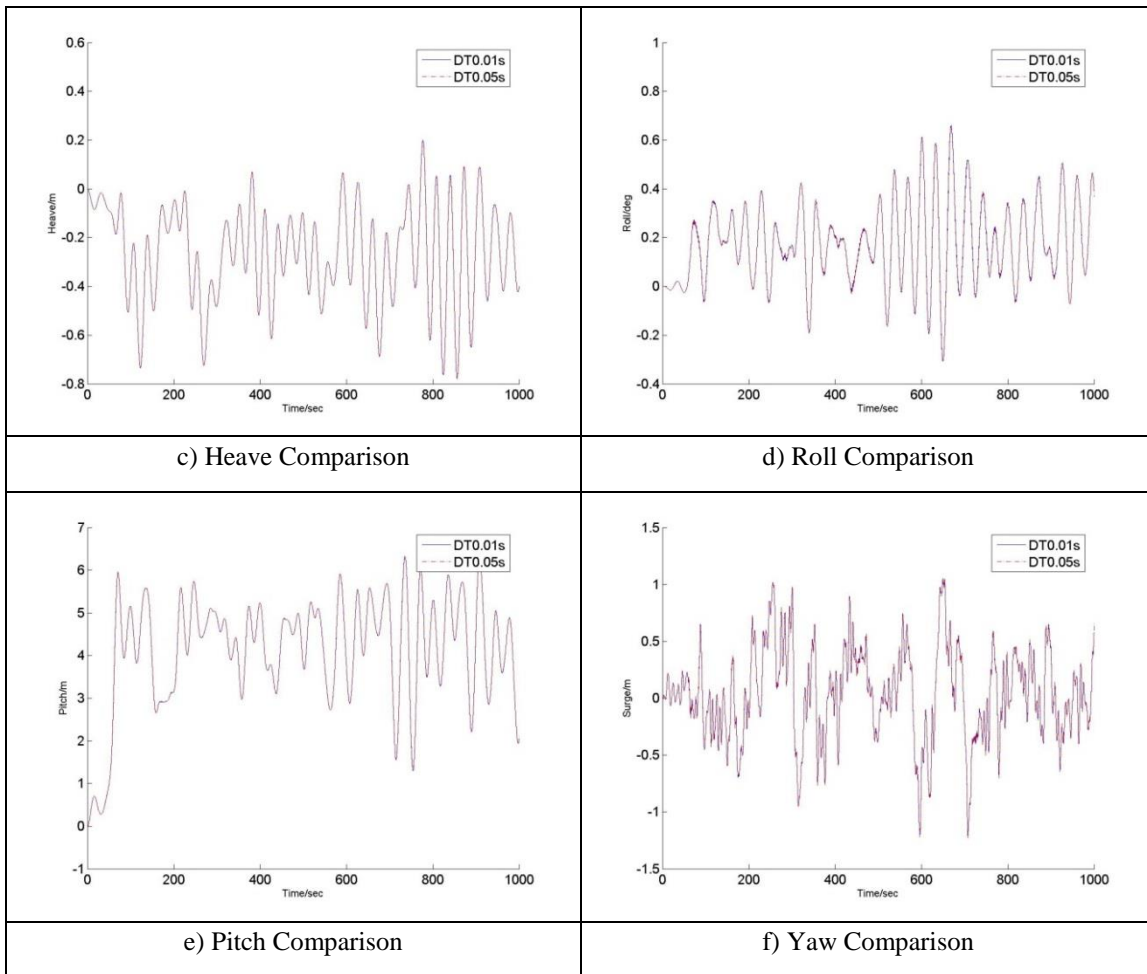 0.6
0.4
0.2
0
-0.2
-0.4
-0.6
-0.8
Heave/m
DT0.01s
DT0.05s
0 200 400 600 800 1000
Time/sec
1
0.8
0.6
0.4
0.2
0
-0.2
-0.4
Roll/deg
DT0.01s
DT0.05s
0 200 400 600 800 1000
Time/sec
c) Heave Comparison
d) Roll Comparison
7
6
5
4
3
2
1
0
-1
Pitch/m
DT0.01s
DT0.05s
0 200 400 600 800 1000
Time/sec
1.5
1
0.5
0
-0.5
-1
-1.5
Surge/m
DT0.01s
DT0.05s
0 200 400 600 800 1000
Time/sec
e) Pitch Comparison
f) Yaw Comparison